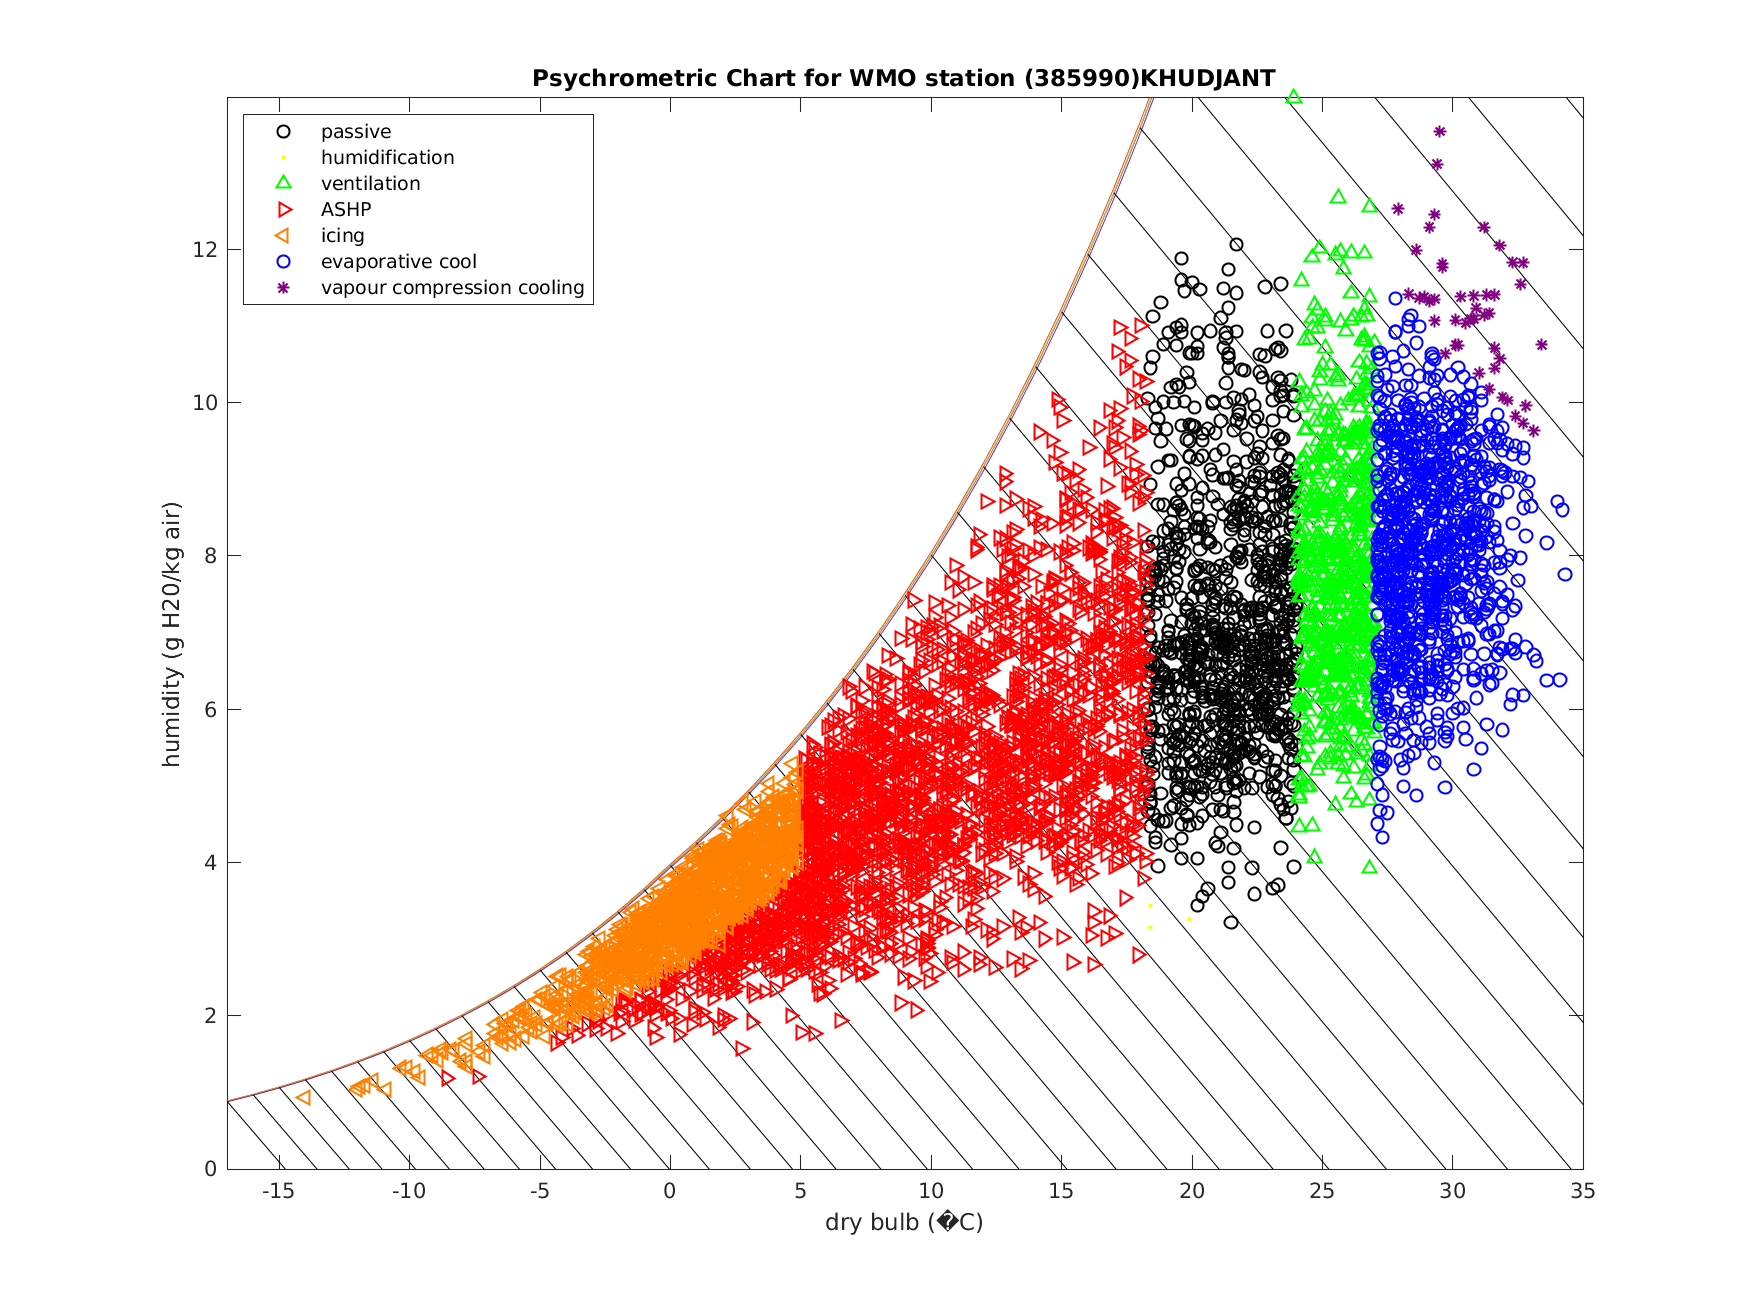 Psychrometric Chart for WMO station (385990)KHUDJANT
passive
humidification
ventilation
ASHP
icing
evaporative cool
vapour compression cooling
humidity (g H20/kg air)
12
10
8
6
4
2
0
-15 -10 -5 0 5 10 15 20 25 30 35
dry bulb (�C)